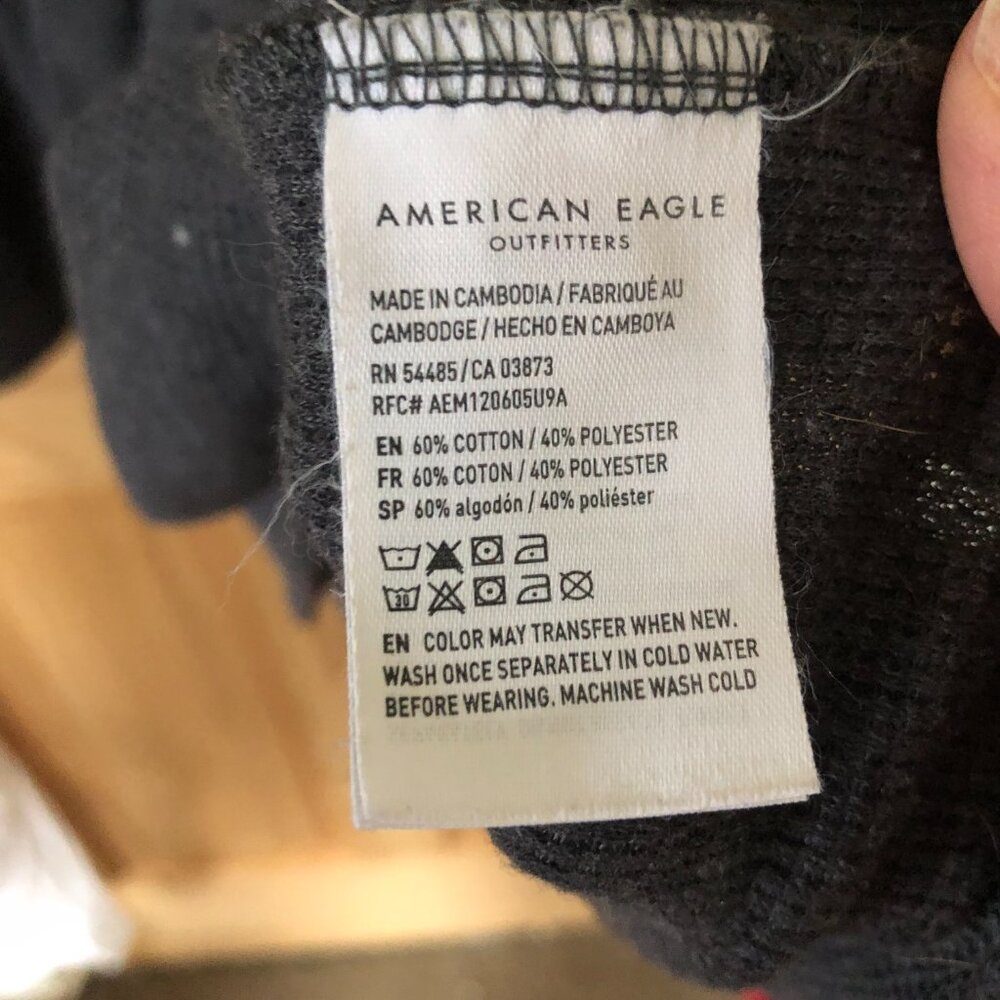 AMERICAN EAGLE
OUTFITTERS
MADE IN CAMBODIA / FABRIQUÉ AU
CAMBODGE / HECHO EN CAMBOYA
RN 54485 / CA 03873
RFC# AEM120605U9A
EN 60% COTTON / 40% POLYESTER
FR 60% COTON / 40% POLYESTER
SP 60% algodón / 40% poliéster
30
EN COLOR MAY TRANSFER WHEN NEW.
WASH ONCE SEPARATELY IN COLD WATER
BEFORE WEARING. MACHINE WASH COLD